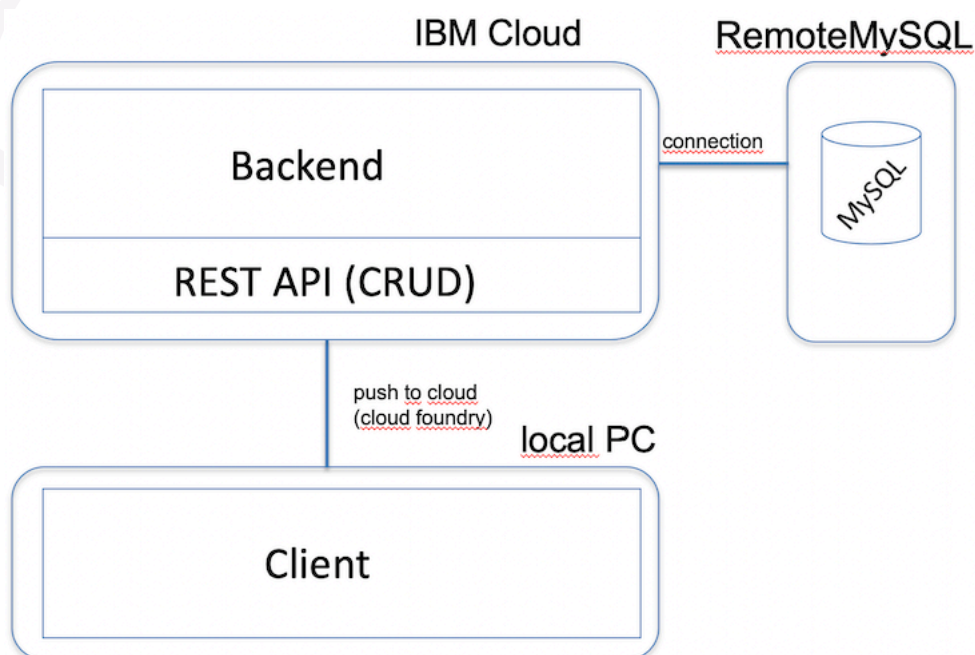 IBM Cloud
RemoteMySQL
Backend
connection
MySQL
REST API (CRUD)
push to cloud
(cloud foundry)
local PC
Client